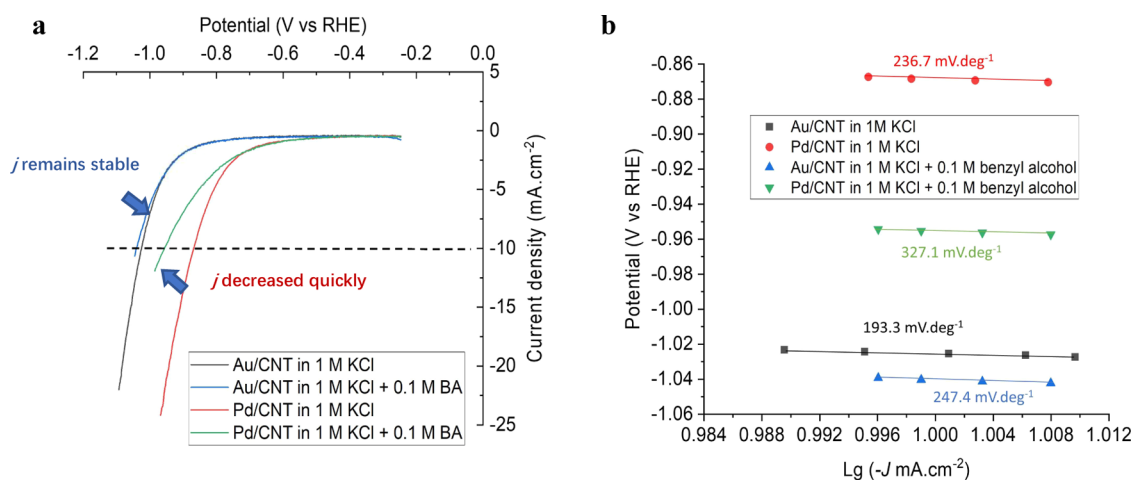 a
Potential (V vs RHE)
-1.2 -1.0 -0.8 -0.6 -0.4 -0.2 0.0
5
0
-5
-10
-15
-20
-25
Current density (mA.cm⁻²)
j remains stable
j decreased quickly
Au/CNT in 1 M KCl
Au/CNT in 1 M KCl + 0.1 M BA
Pd/CNT in 1 M KCl
Pd/CNT in 1 M KCl + 0.1 M BA
b
Potential (V vs RHE)
-0.86
-0.88
-0.90
-0.92
-0.94
-0.96
-0.98
-1.00
-1.02
-1.04
-1.06
236.7 mV.deg⁻¹
Au/CNT in 1M KCl
Pd/CNT in 1 M KCl
Au/CNT in 1 M KCl + 0.1 M benzyl alcohol
Pd/CNT in 1 M KCl + 0.1 M benzyl alcohol
327.1 mV.deg⁻¹
193.3 mV.deg⁻¹
247.4 mV.deg⁻¹
0.984 0.988 0.992 0.996 1.000 1.004 1.008 1.012
Lg (-J mA.cm⁻²)